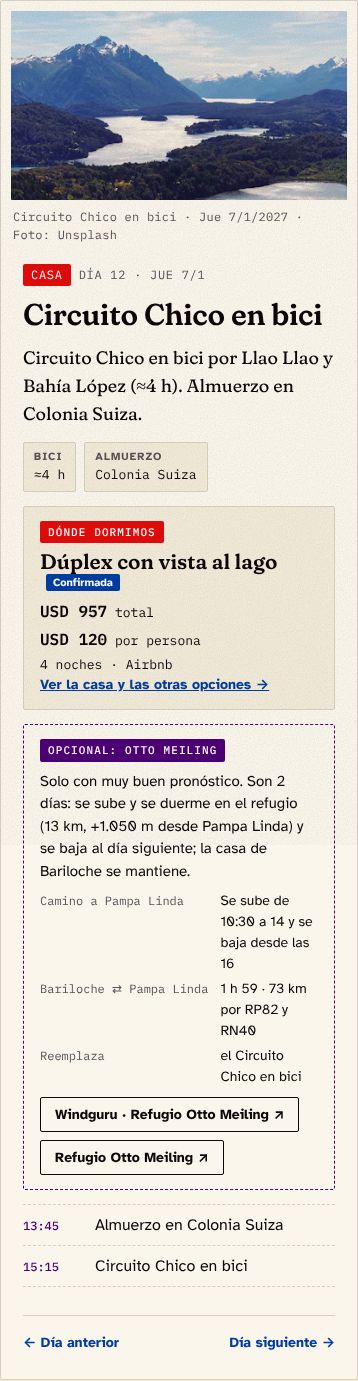 Circuito Chico en bici · Jue 7/1/2027 ·
Foto: Unsplash
CASA DÍA 12 · JUE 7/1
Circuito Chico en bici
Circuito Chico en bici por Llao Llao y
Bahía López (≈4 h). Almuerzo en
Colonia Suiza.
BICI
≈4 h
ALMUERZO
Colonia Suiza
DÓNDE DORMIMOS
Dúplex con vista al lago
Confirmada
USD 957 total
USD 120 por persona
4 noches · Airbnb
Ver la casa y las otras opciones →
OPCIONAL: OTTO MEILING
Solo con muy buen pronóstico. Son 2
días: se sube y se duerme en el refugio
(13 km, +1.050 m desde Pampa Linda) y
se baja al día siguiente; la casa de
Bariloche se mantiene.
Camino a Pampa Linda
Se sube de
10:30 a 14 y se
baja desde las
16
Bariloche ⇄ Pampa Linda
1 h 59 · 73 km
por RP82 y
RN40
Reemplaza
el Circuito
Chico en bici
Windguru · Refugio Otto Meiling ↗
Refugio Otto Meiling ↗
13:45 Almuerzo en Colonia Suiza
15:15 Circuito Chico en bici
← Día anterior
Día siguiente →